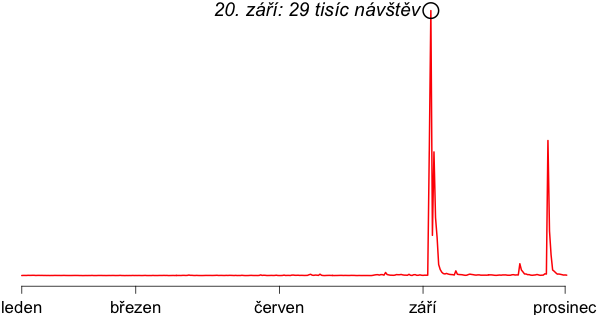 20. září: 29 tisíc návštěv
leden březen červen září prosinec